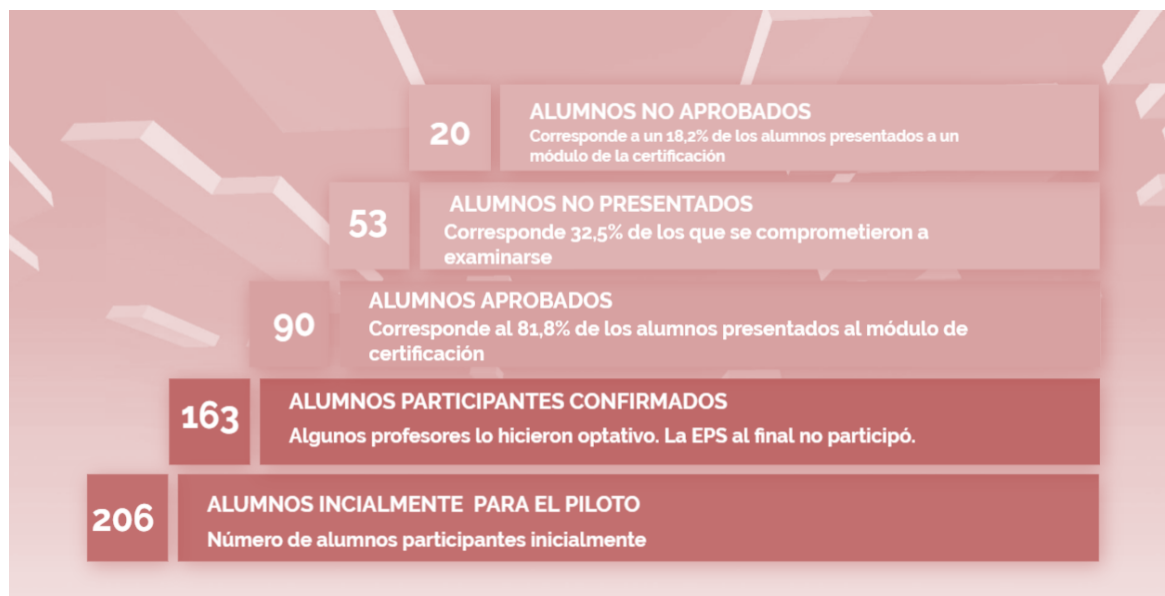 20
ALUMNOS NO APROBADOS
Corresponde a un 18,2% de los alumnos presentados a un
módulo de la certificación
53
ALUMNOS NO PRESENTADOS
Corresponde 32,5% de los que se comprometieron a
examinarse
90
ALUMNOS APROBADOS
Corresponde al 81,8% de los alumnos presentados al módulo de
certificación
163
ALUMNOS PARTICIPANTES CONFIRMADOS
Algunos profesores lo hicieron optativo. La EPS al final no participó.
206
ALUMNOS INCIALMENTE PARA EL PILOTO
Número de alumnos participantes inicialmente